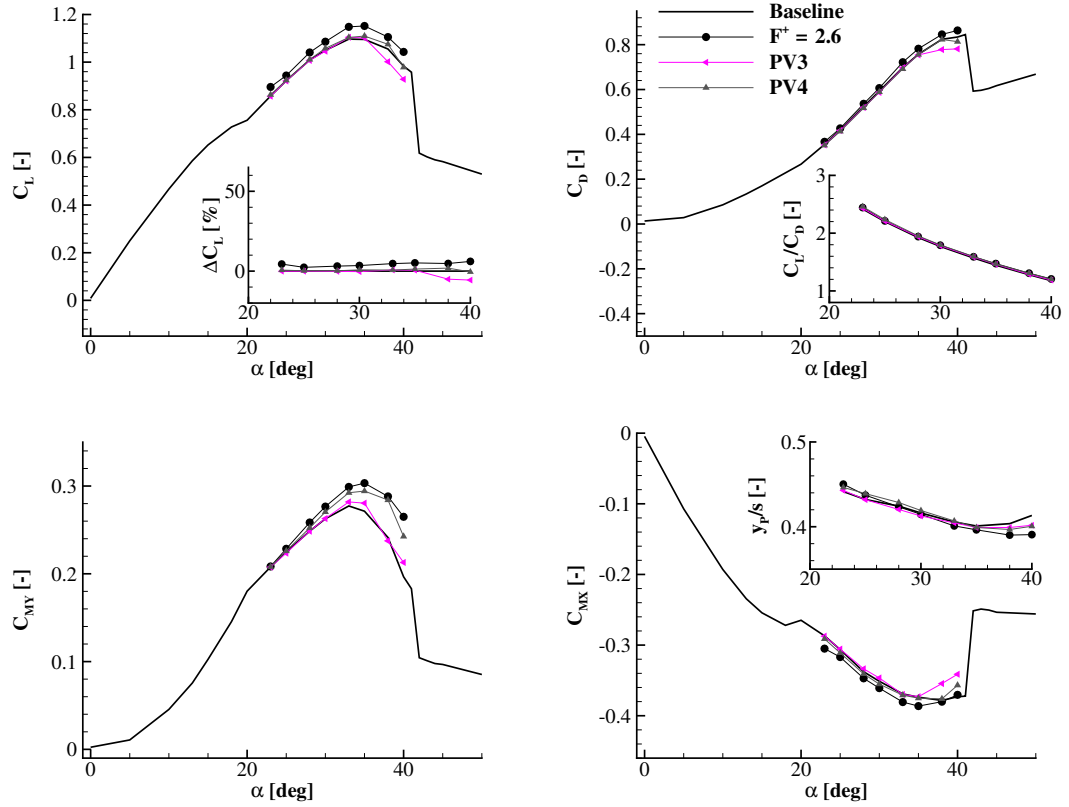 1.2
1
0.8
0.6
0.4
0.2
0
C_L [-]
0 20 40
α [deg]
50
0
ΔC_L [%]
20 30 40
Baseline
F⁺ = 2.6
PV3
PV4
0.8
0.6
0.4
0.2
0
-0.2
-0.4
C_D [-]
0 20 40
α [deg]
3
2
1
C_L/C_D [-]
20 30 40
0.3
0.2
0.1
0
C_MY [-]
0 20 40
α [deg]
0
-0.1
-0.2
-0.3
-0.4
C_MX [-]
0 20 40
α [deg]
0.5
0.4
y_P/s [-]
20 30 40